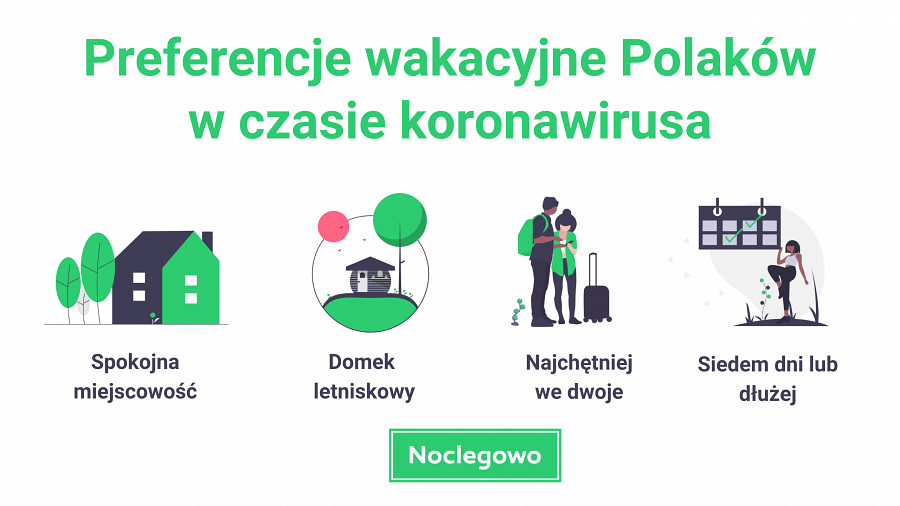 Preferencje wakacyjne Polaków
w czasie koronawirusa
Spokojna
miejscowość
Domek
letniskowy
Najchętniej
we dwoje
Siedem dni lub
dłużej
Noclegowo